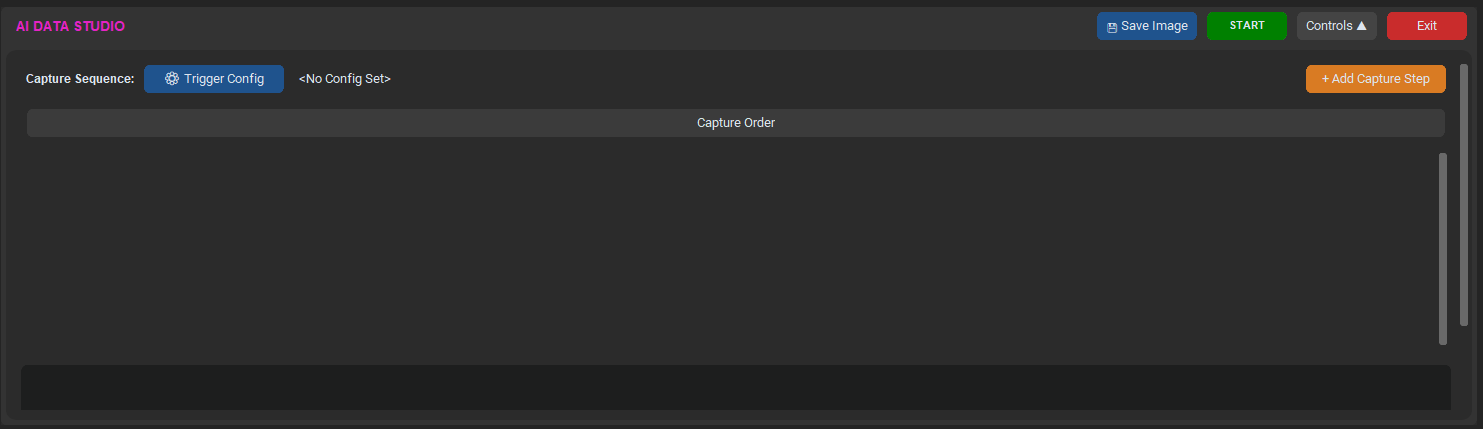 AI DATA STUDIO
Save Image
START
Controls ▲
Exit
Capture Sequence:
Trigger Config
<No Config Set>
+ Add Capture Step
Capture Order